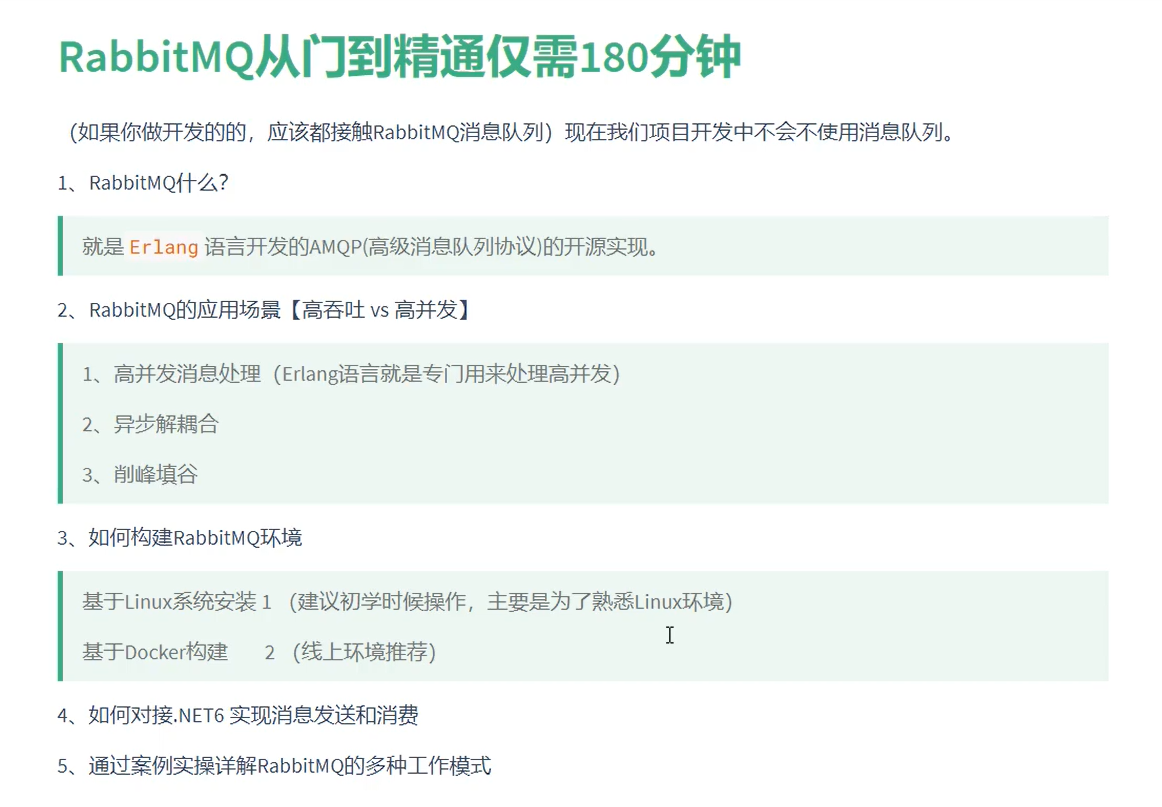 RabbitMQ从门到精通仅需180分钟
(如果你做开发的的，应该都接触RabbitMQ消息队列）现在我们项目开发中不会不使用消息队列。
1、RabbitMQ什么？
就是 Erlang 语言开发的AMQP(高级消息队列协议)的开源实现。
2、RabbitMQ的应用场景【高吞吐 vs 高并发】
1、高并发消息处理（Erlang语言就是专门用来处理高并发）
2、异步解耦合
3、削峰填谷
3、如何构建RabbitMQ环境
基于Linux系统安装 1 （建议初学时候操作，主要是为了熟悉Linux环境）
基于Docker构建 2 （线上环境推荐）
4、如何对接.NET6 实现消息发送和消费
5、通过案例实操详解RabbitMQ的多种工作模式